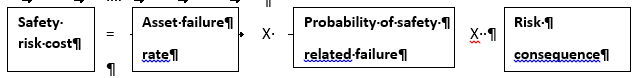 Safety·
risk·cost¶
=
Asset·failure¶
rate¶
X·
Probability·of·safety·¶
related·failure¶
X··¶
Risk·¶
consequence¶
¶